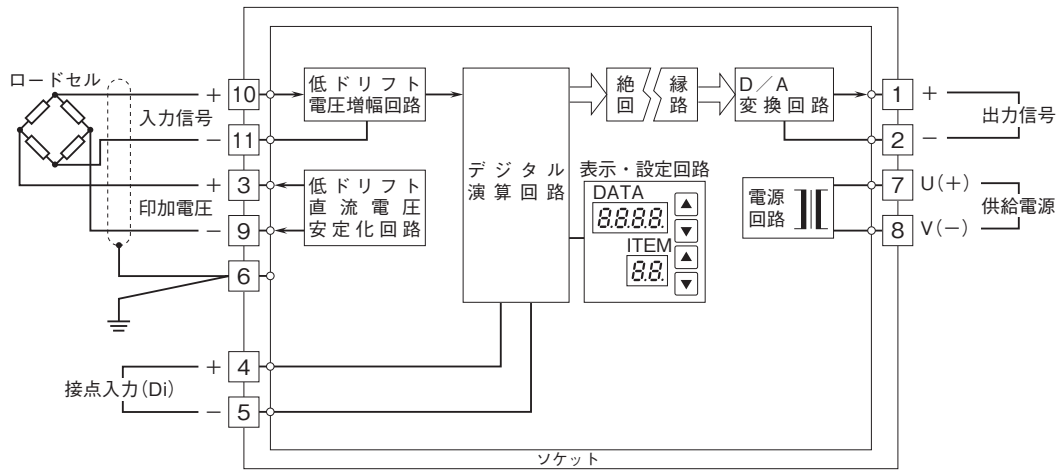 ロードセル
+ 10
入力信号
− 11
+ 3
印加電圧
− 9
6
+ 4
接点入力(Di)
− 5
低ドリフト
電圧増幅回路
低ドリフト
直流電圧
安定化回路
デジタル
演算回路
絶 縁
回 路
D/A
変換回路
表示・設定回路
DATA
8.8.8.8.
▲
▼
ITEM
8.8.
▲
▼
電源
回路
1 +
出力信号
2 −
7 U(+)
供給電源
8 V(−)
ソケット